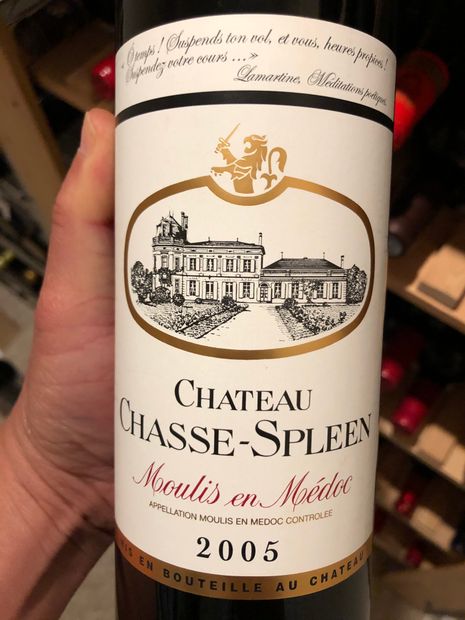 " O temps ! Suspends ton vol, et vous, heures propices !
Suspendez votre cours ...»
Lamartine, Méditations poétiques.
CHATEAU
CHASSE-SPLEEN
Moulis en Médoc
APPELLATION MOULIS EN MEDOC CONTROLEE
2005
MIS EN BOUTEILLE AU CHATEAU